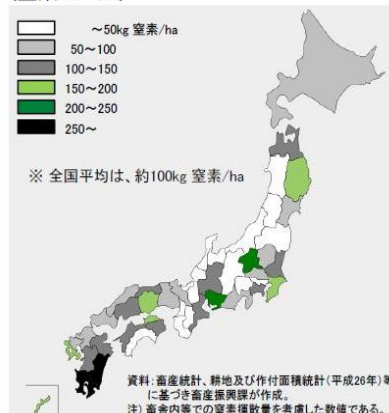 ～50kg 窒素/ha
50～100
100～150
150～200
200～250
250～
※ 全国平均は、約100kg 窒素/ha
資料:畜産統計、耕地及び作付面積統計(平成26年)等
に基づき畜産振興課が作成。
注) 畜舎内等での窒素揮散量を考慮した数値である。